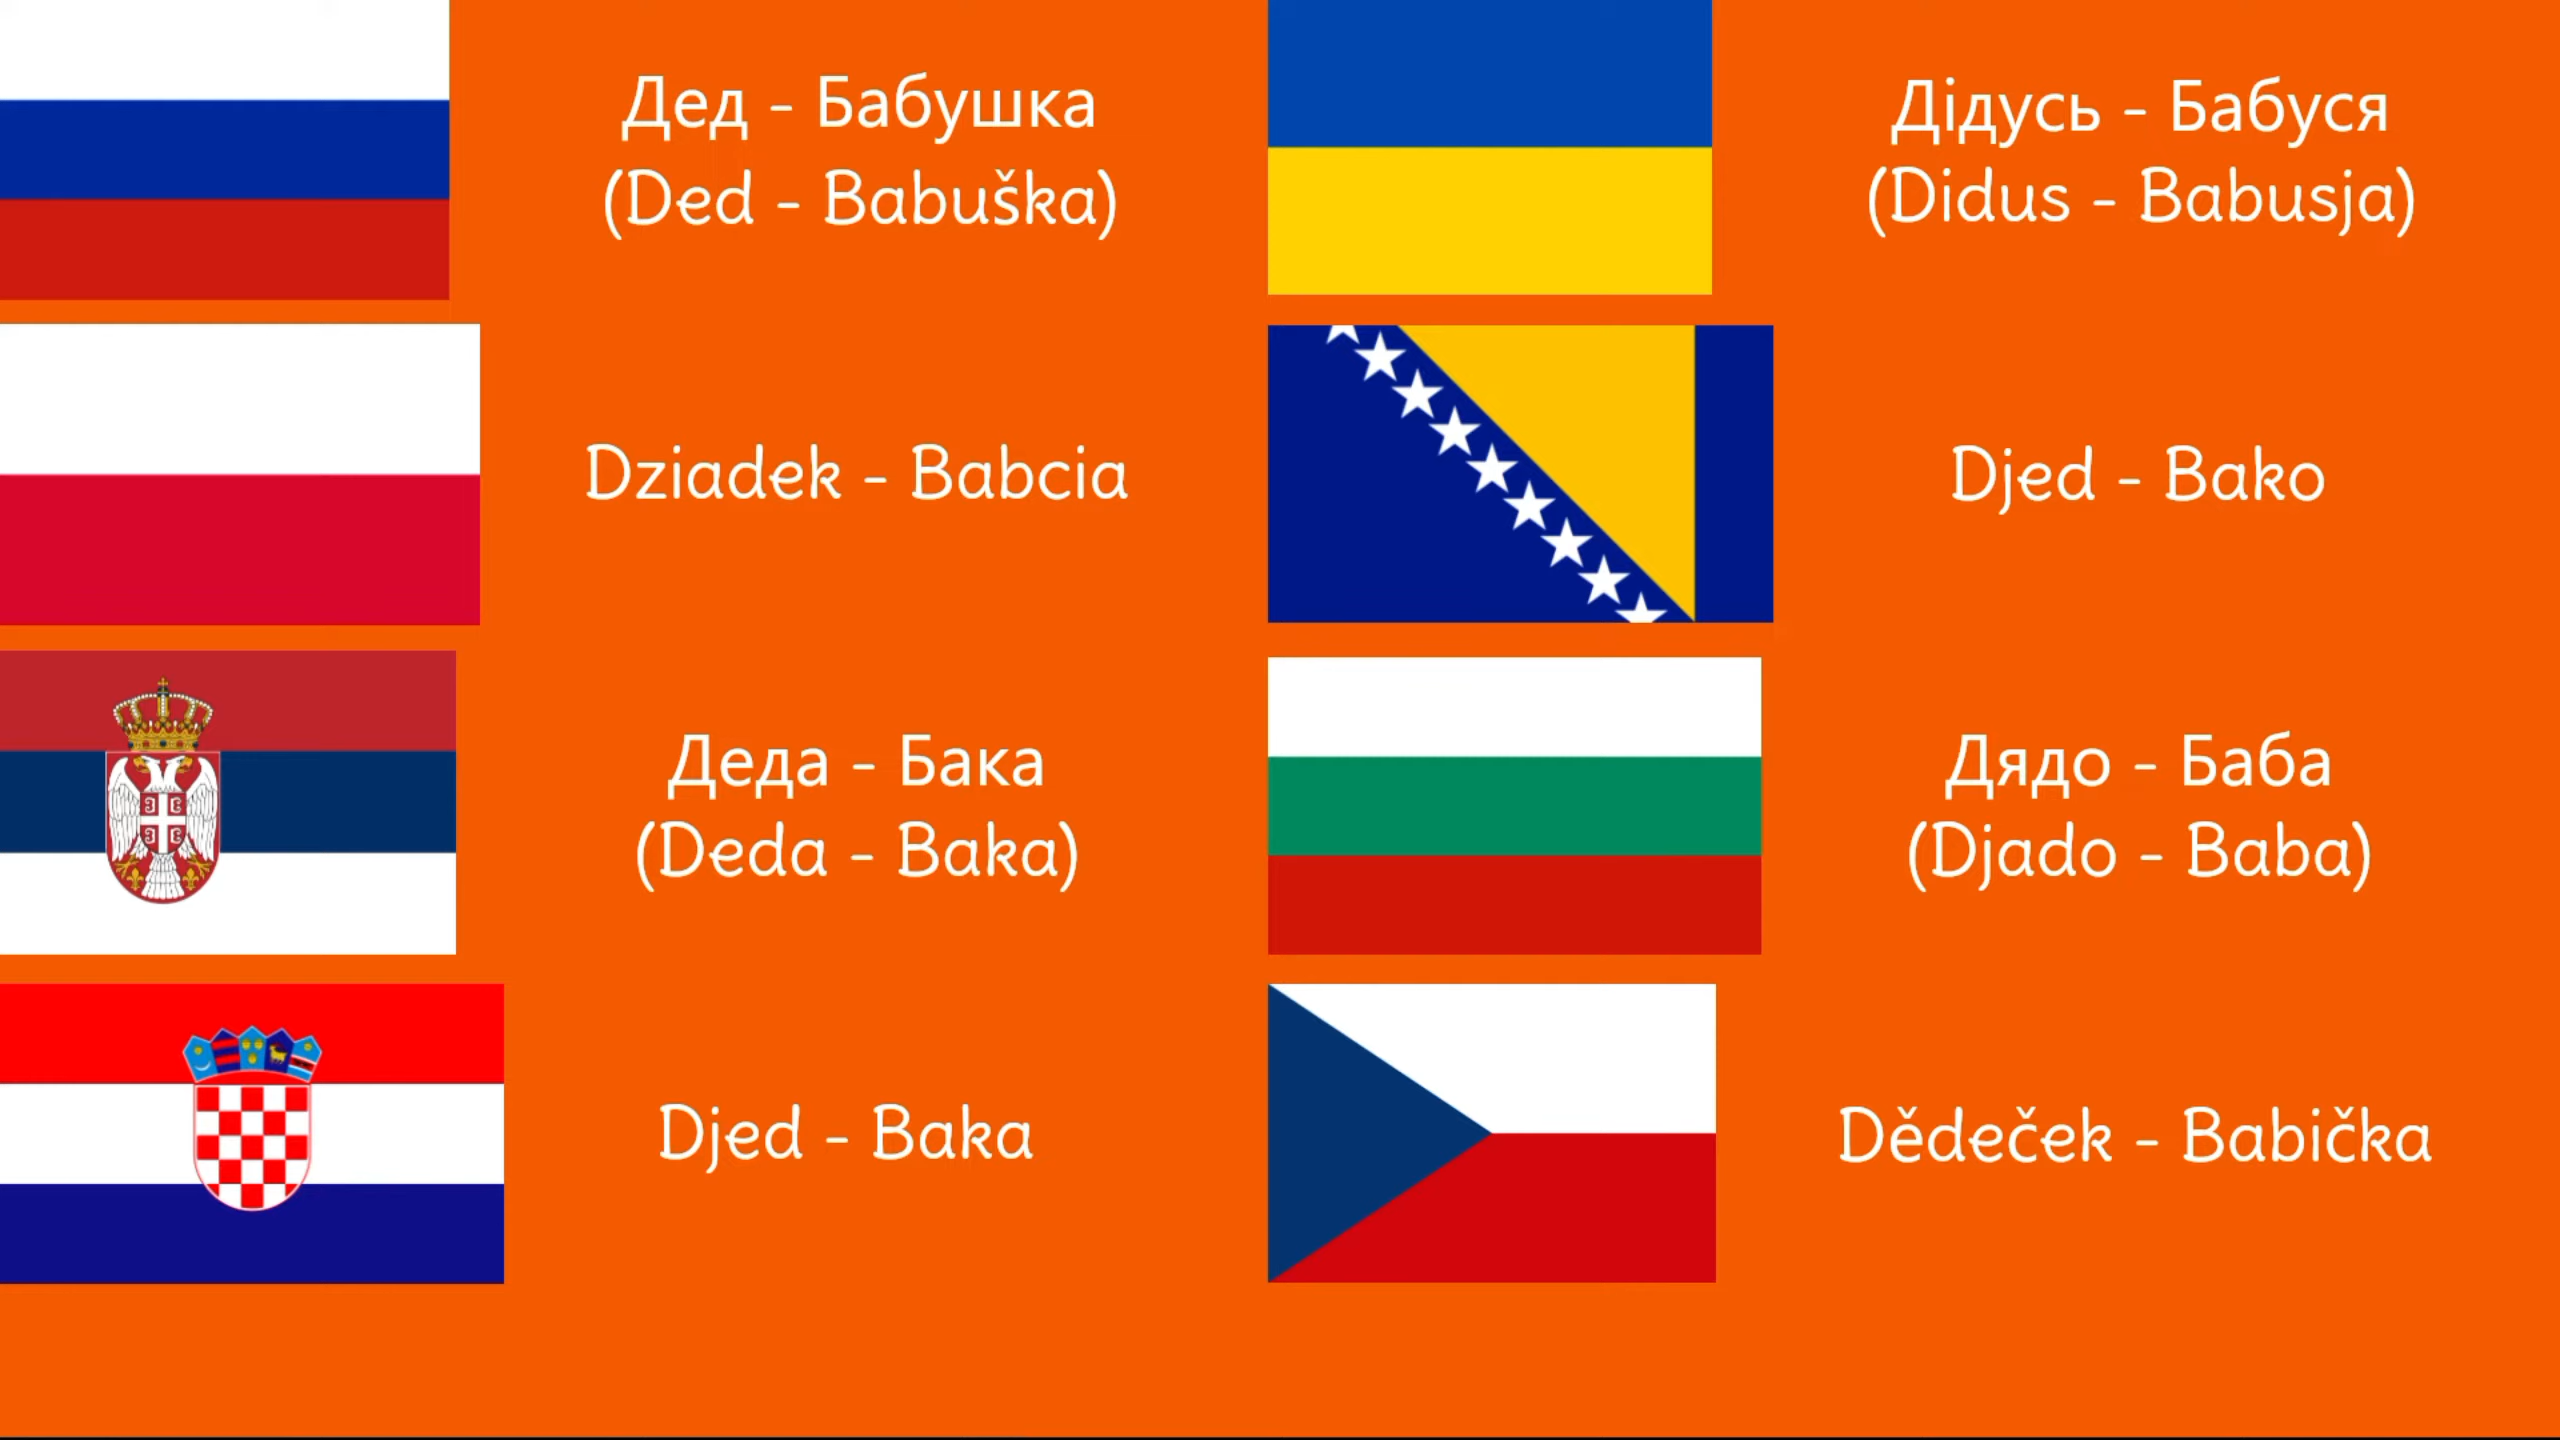 Дед - Бабушка
(Ded - Babuška)
Дідусь - Бабуся
(Didus - Babusja)
Dziadek - Babcia
Djed - Bako
Деда - Бака
(Deda - Baka)
Дядо - Баба
(Djado - Baba)
Djed - Baka
Dědeček - Babička